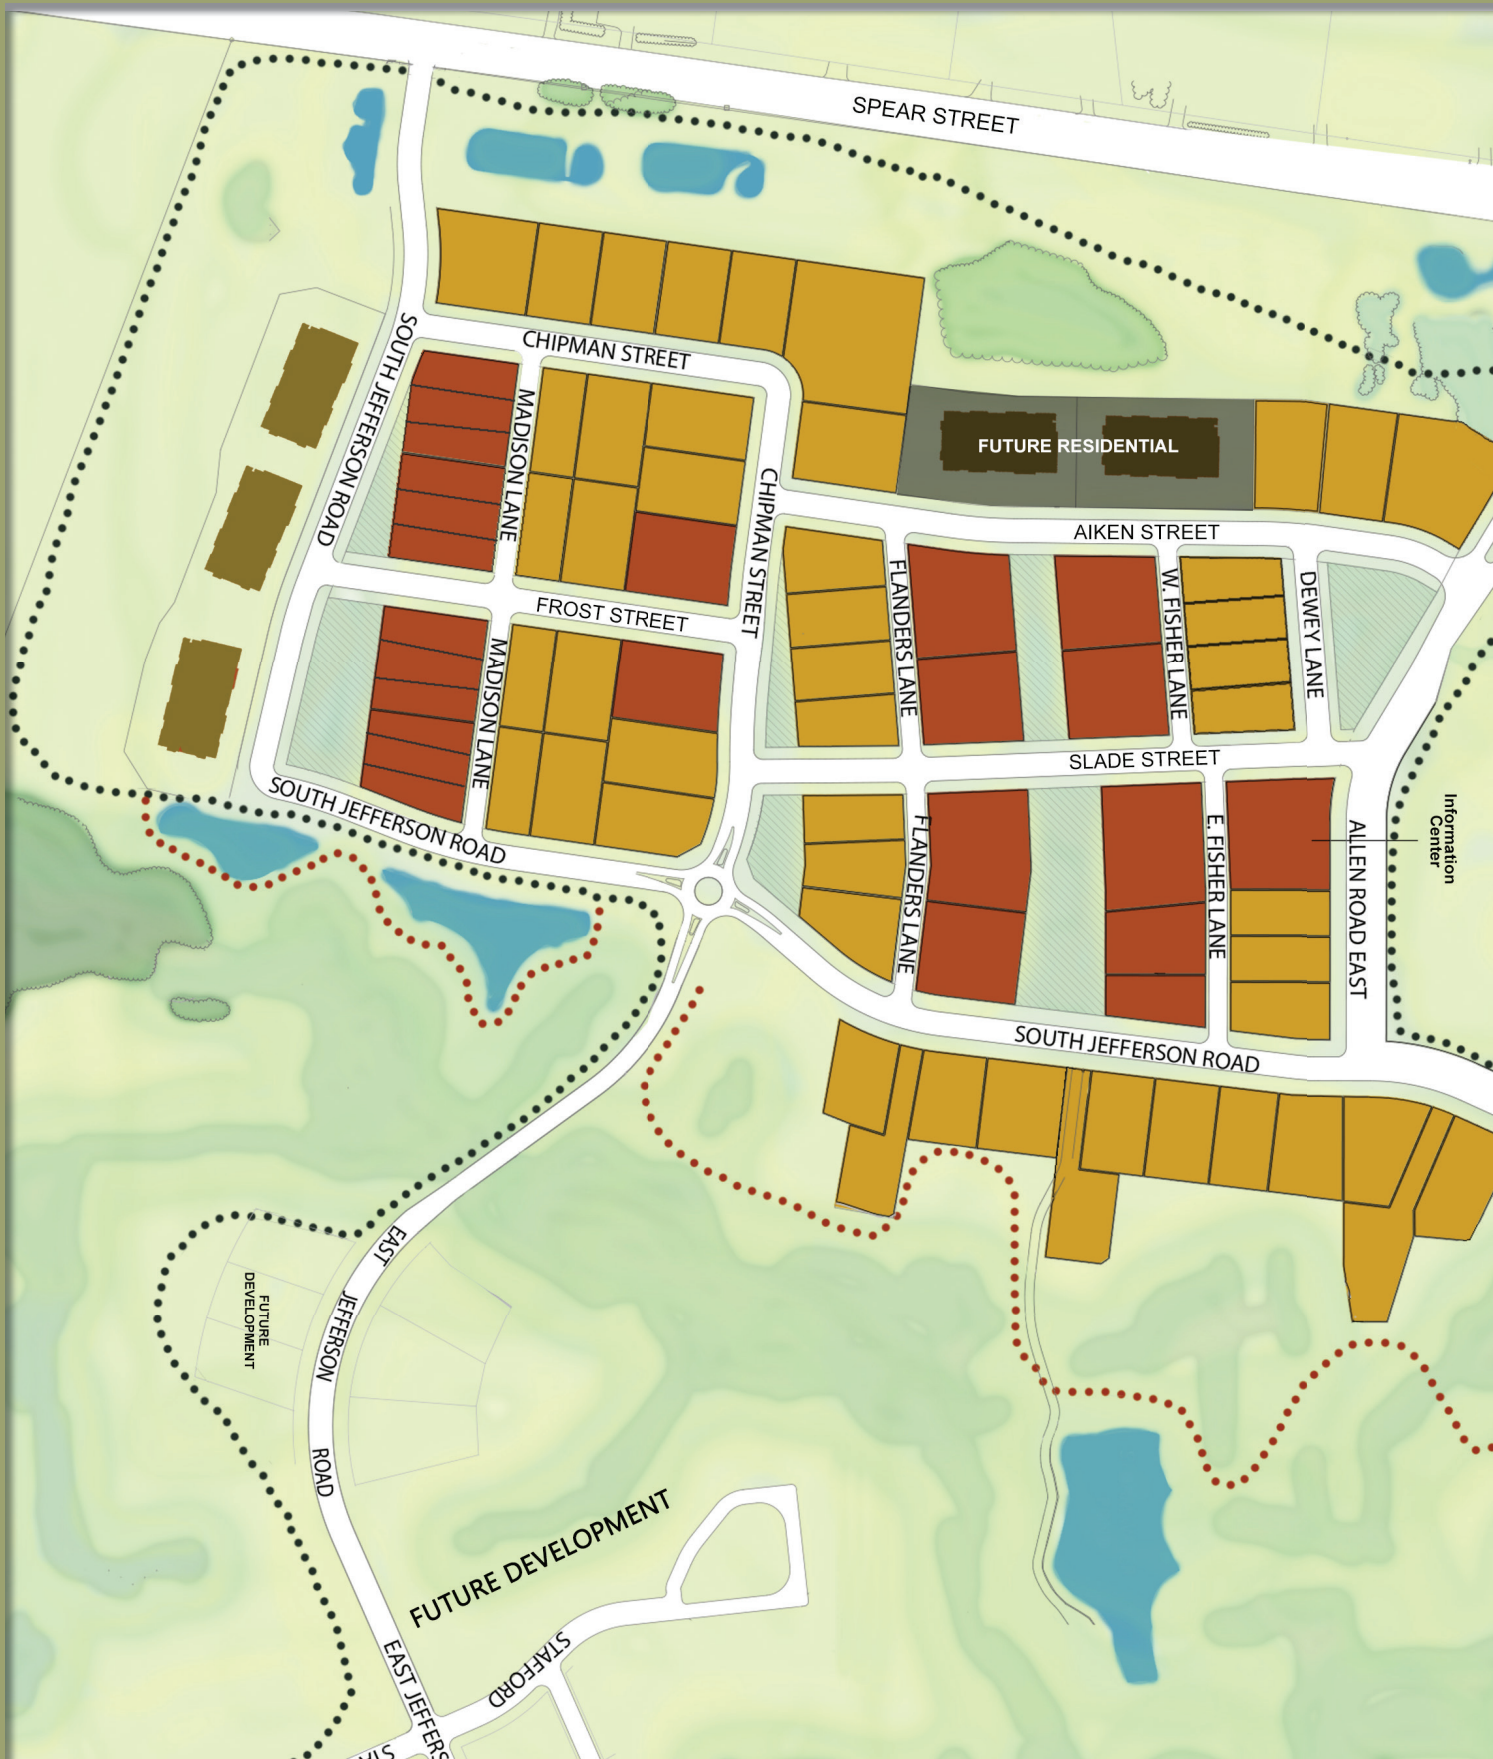 SPEAR STREET
CHIPMAN STREET
SOUTH JEFFERSON ROAD
MADISON LANE
FUTURE RESIDENTIAL
CHIPMAN STREET
AIKEN STREET
FLANDERS LANE
W. FISHER LANE
DEWEY LANE
FROST STREET
MADISON LANE
SLADE STREET
SOUTH JEFFERSON ROAD
FLANDERS LANE
E. FISHER LANE
ALLEN ROAD EAST
Information
Center
SOUTH JEFFERSON ROAD
EAST JEFFERSON ROAD
FUTURE
DEVELOPMENT
FUTURE DEVELOPMENT
STAFFORD
EAST JEFFERS